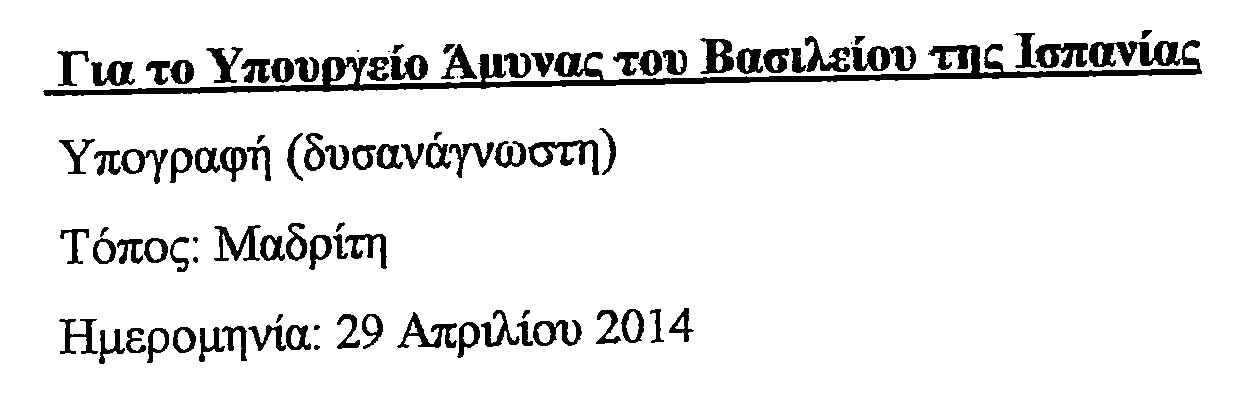 Για το Υπουργείο Άμυνας του Βασιλείου της Ισπανίας
Υπογραφή (δυσανάγνωστη)
Τόπος: Μαδρίτη
Ημερομηνία: 29 Απριλίου 2014